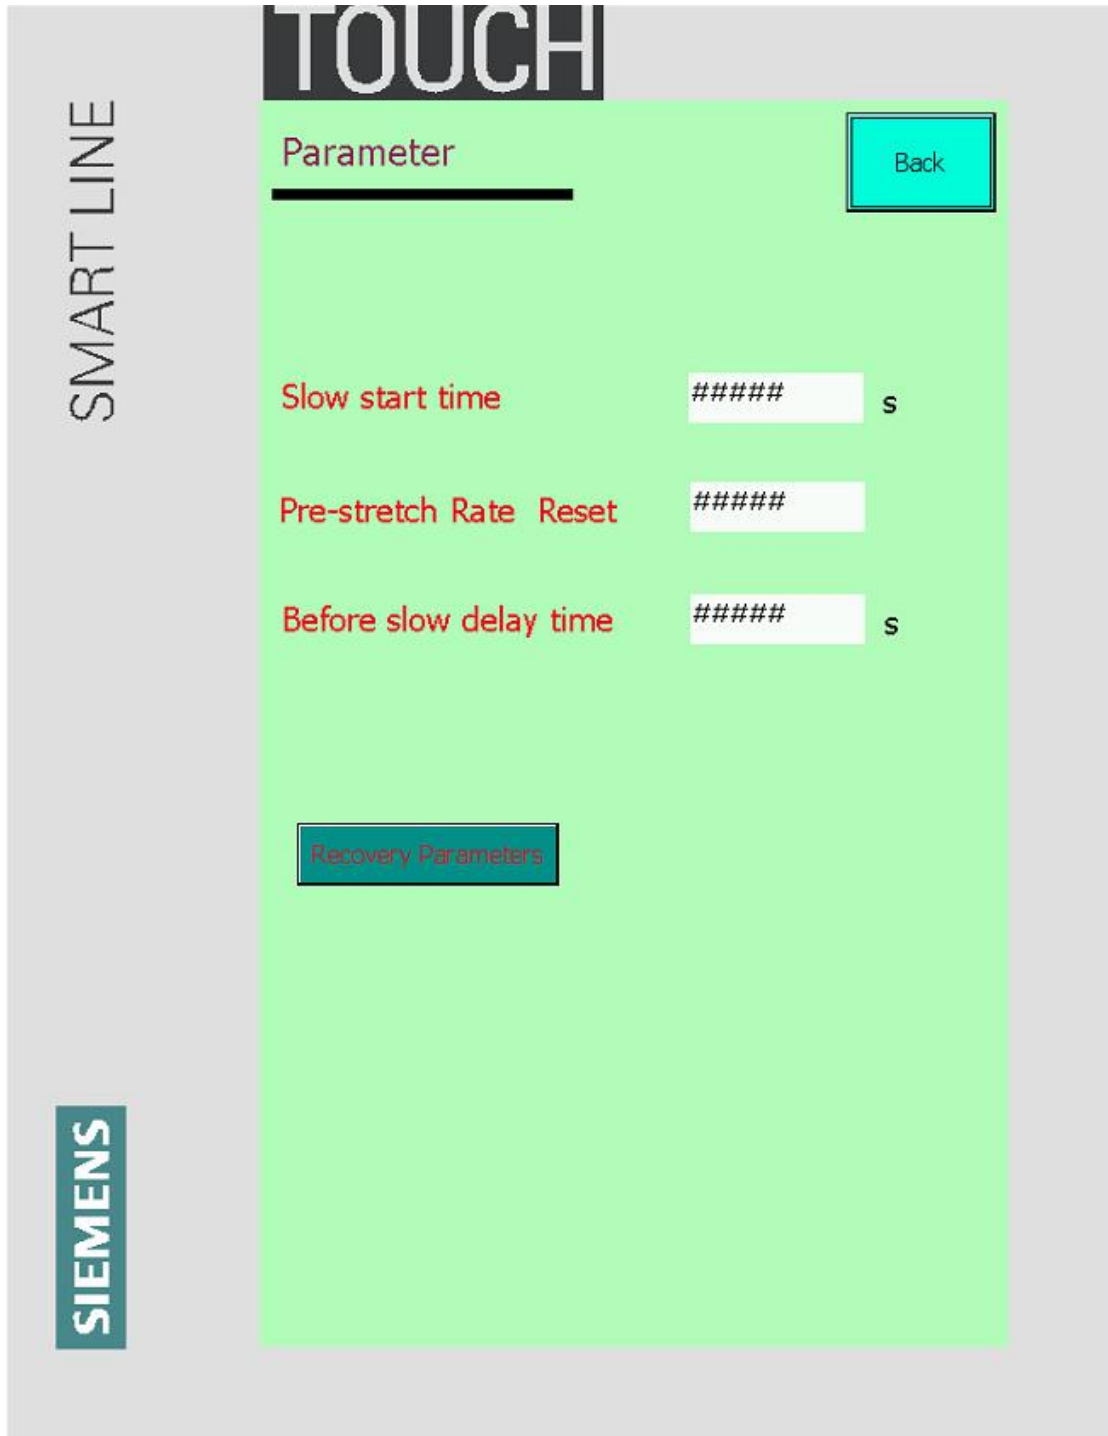 TOUCH
SMART LINE
Parameter
Back
Slow start time
##### s
Pre-stretch Rate  Reset
#####
Before slow delay time
##### s
Recovery Parameters
SIEMENS